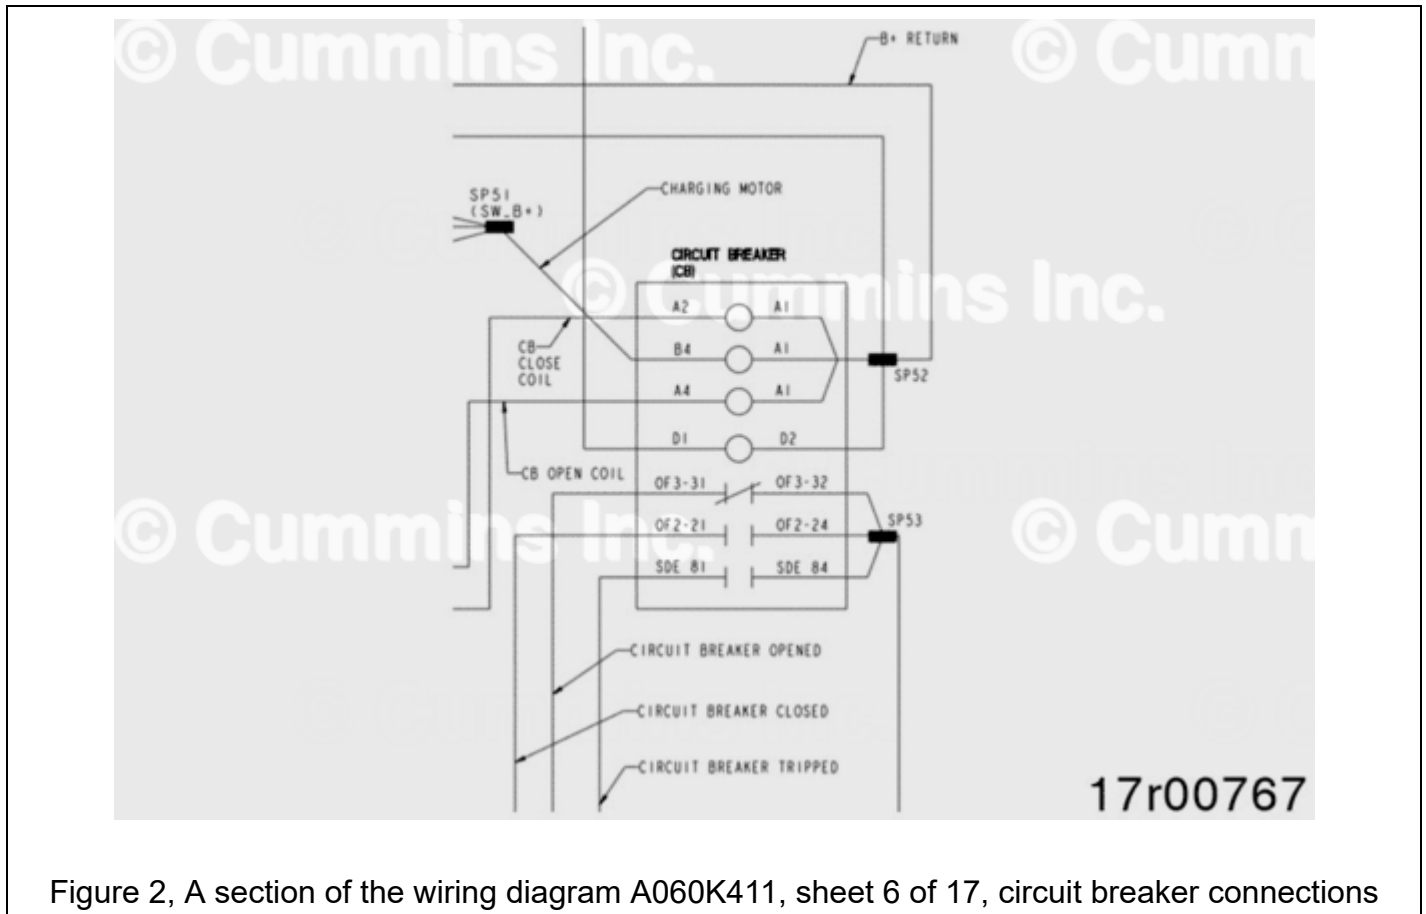 © Cummins Inc.
© Cumm
B+ RETURN
SP51
(SW_B+)
CHARGING MOTOR
CIRCUIT BREAKER
(CB)
© Cummins Inc.
A2 A1
CB
CLOSE
COIL
B4 A1
SP52
A4 A1
D1 D2
CB OPEN COIL
OF3-31 OF3-32
© Cummins Inc.
© Cumm
OF2-21 OF2-24
SP53
SDE 81 SDE 84
CIRCUIT BREAKER OPENED
CIRCUIT BREAKER CLOSED
CIRCUIT BREAKER TRIPPED
17r00767
Figure 2, A section of the wiring diagram A060K411, sheet 6 of 17, circuit breaker connections